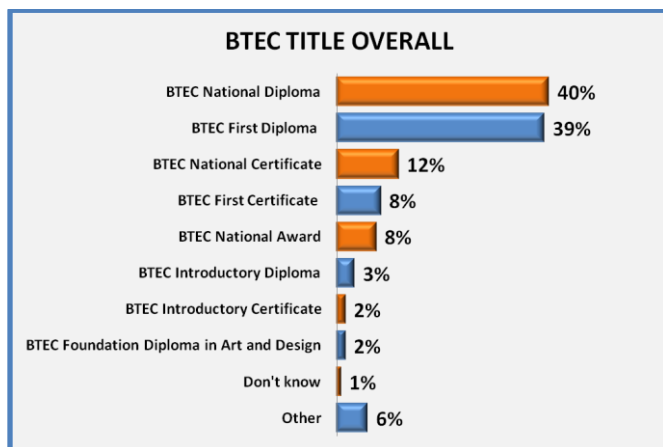 BTEC TITLE OVERALL
BTEC National Diploma 40%
BTEC First Diploma 39%
BTEC National Certificate 12%
BTEC First Certificate 8%
BTEC National Award 8%
BTEC Introductory Diploma 3%
BTEC Introductory Certificate 2%
BTEC Foundation Diploma in Art and Design 2%
Don't know 1%
Other 6%